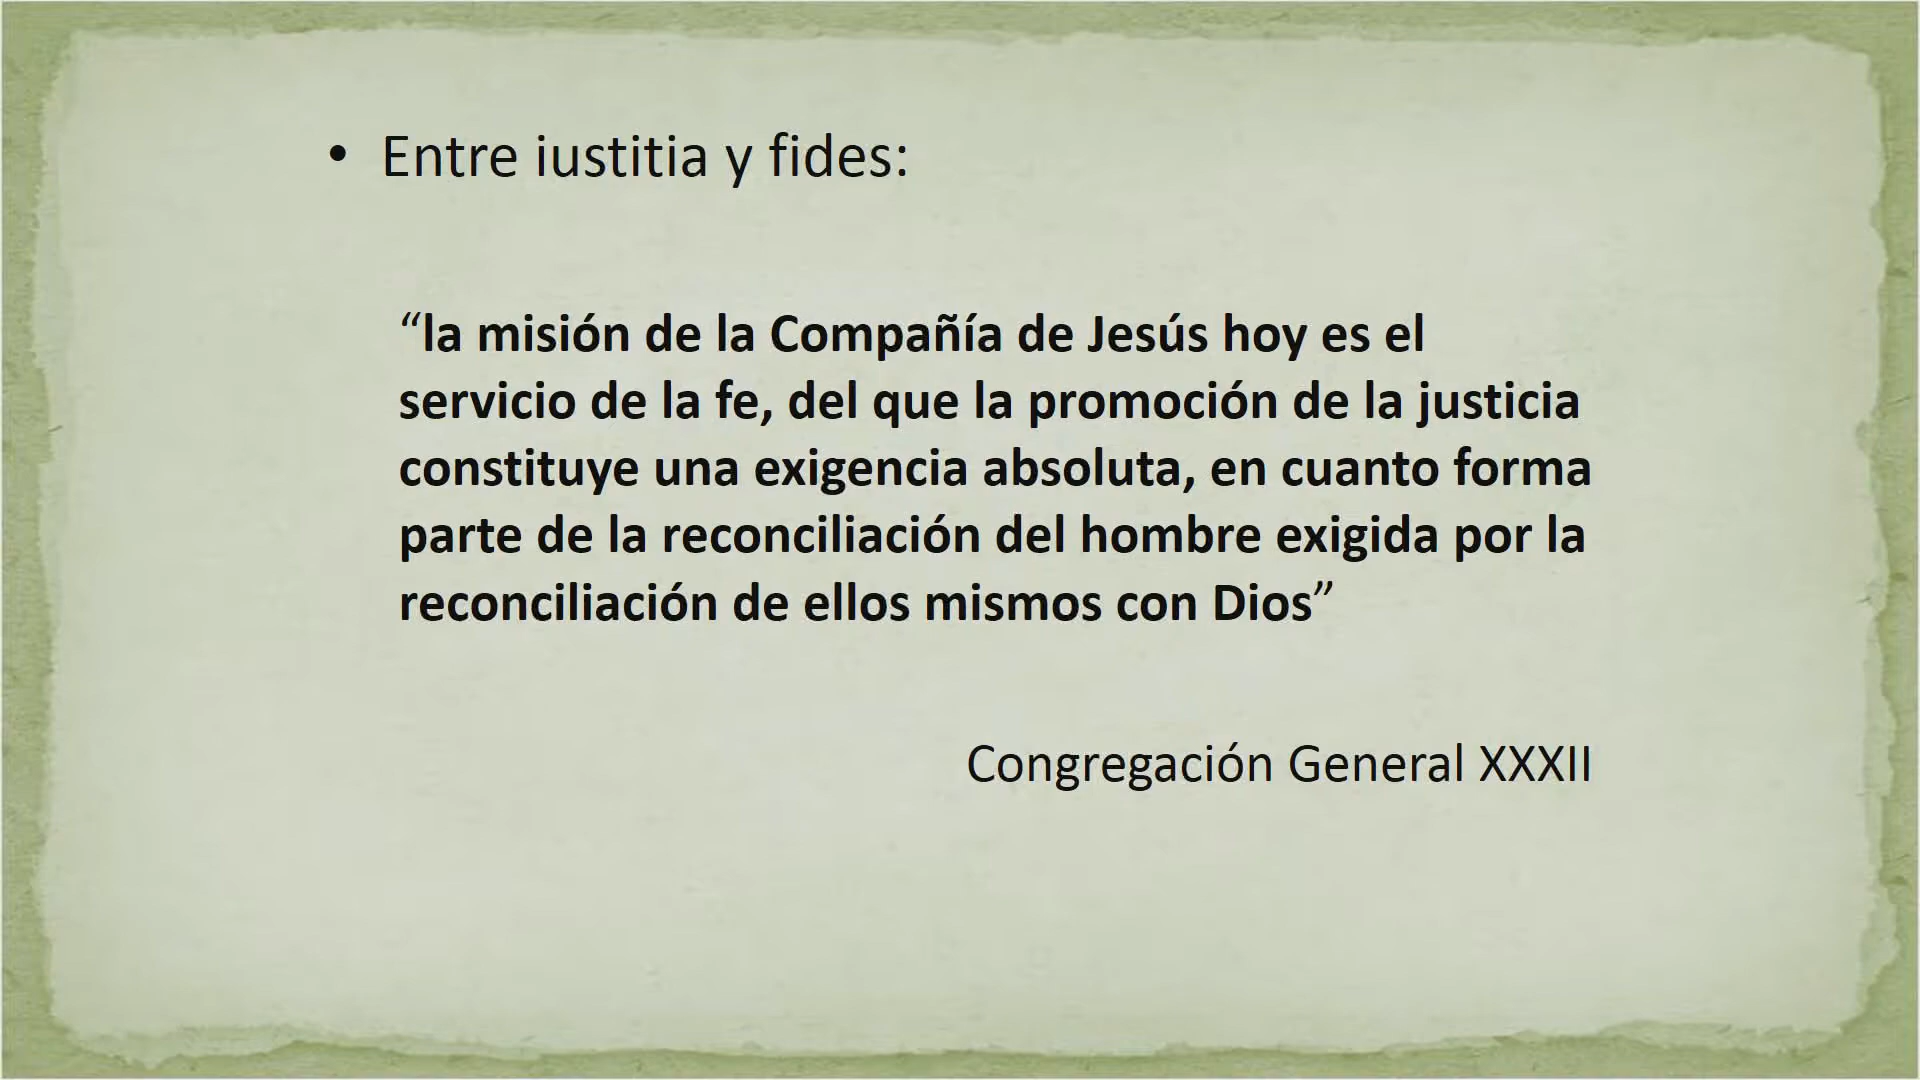 • Entre iustitia y fides:
“la misión de la Compañía de Jesús hoy es el
servicio de la fe, del que la promoción de la justicia
constituye una exigencia absoluta, en cuanto forma
parte de la reconciliación del hombre exigida por la
reconciliación de ellos mismos con Dios”
Congregación General XXXII